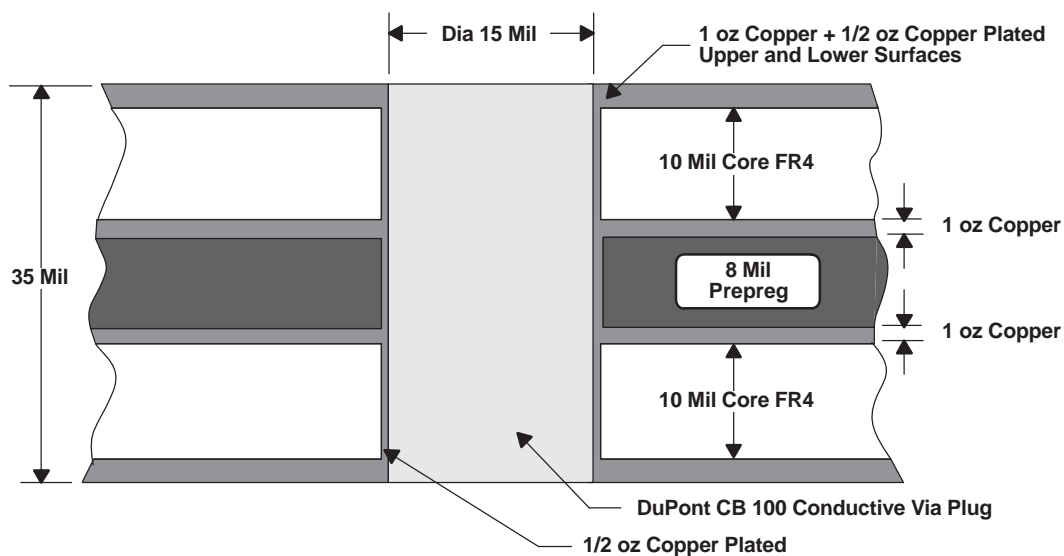 Dia 15 Mil
1 oz Copper + 1/2 oz Copper Plated
Upper and Lower Surfaces
10 Mil Core FR4
1 oz Copper
35 Mil
8 Mil
Prepreg
1 oz Copper
10 Mil Core FR4
DuPont CB 100 Conductive Via Plug
1/2 oz Copper Plated